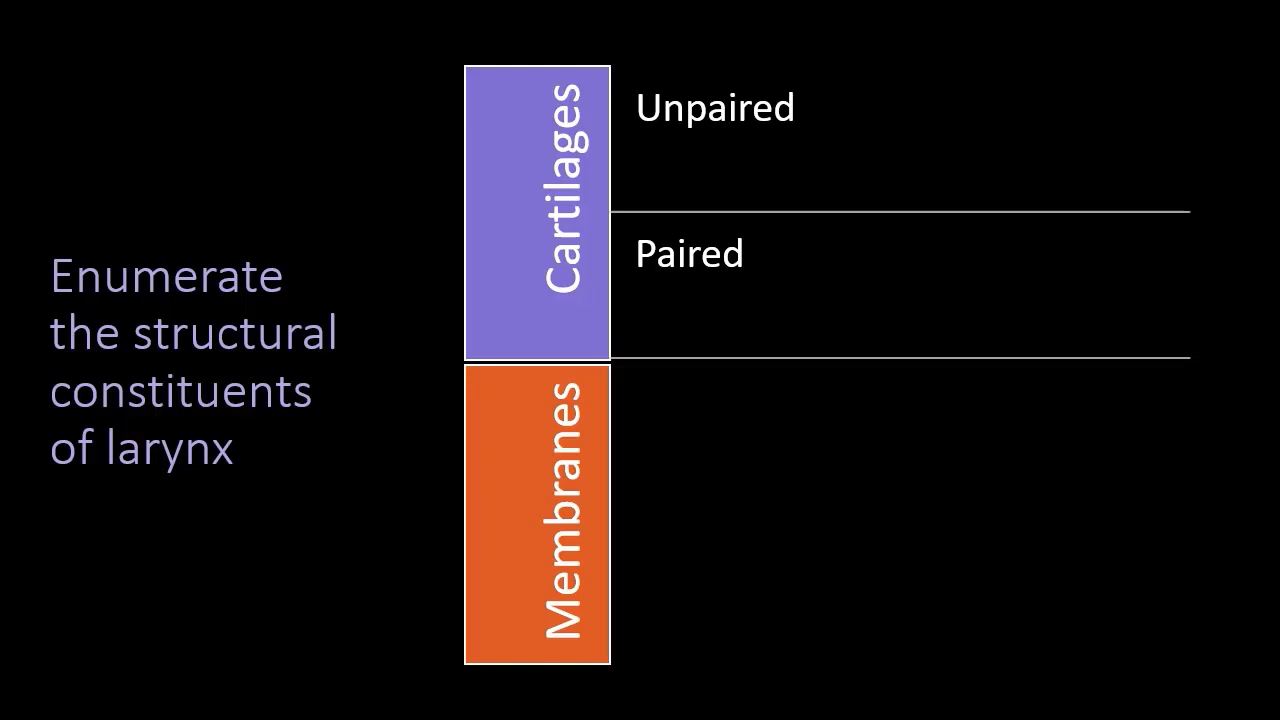 Enumerate
the structural
constituents
of larynx
Cartilages
Unpaired
Paired
Membranes